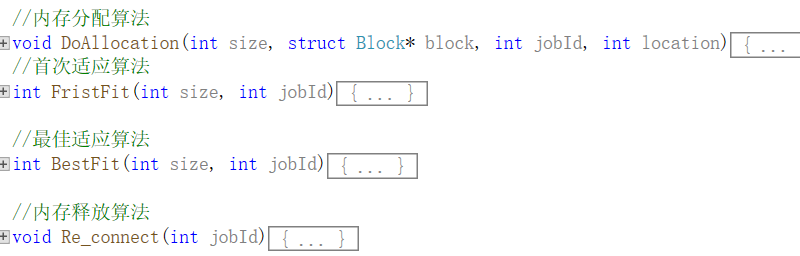 //内存分配算法
void DoAllocation(int size, struct Block* block, int jobId, int location){ ...
//首次适应算法
int FristFit(int size, int jobId){ ... }
//最佳适应算法
int BestFit(int size, int jobId){ ... }
//内存释放算法
void Re_connect(int jobId){ ... }